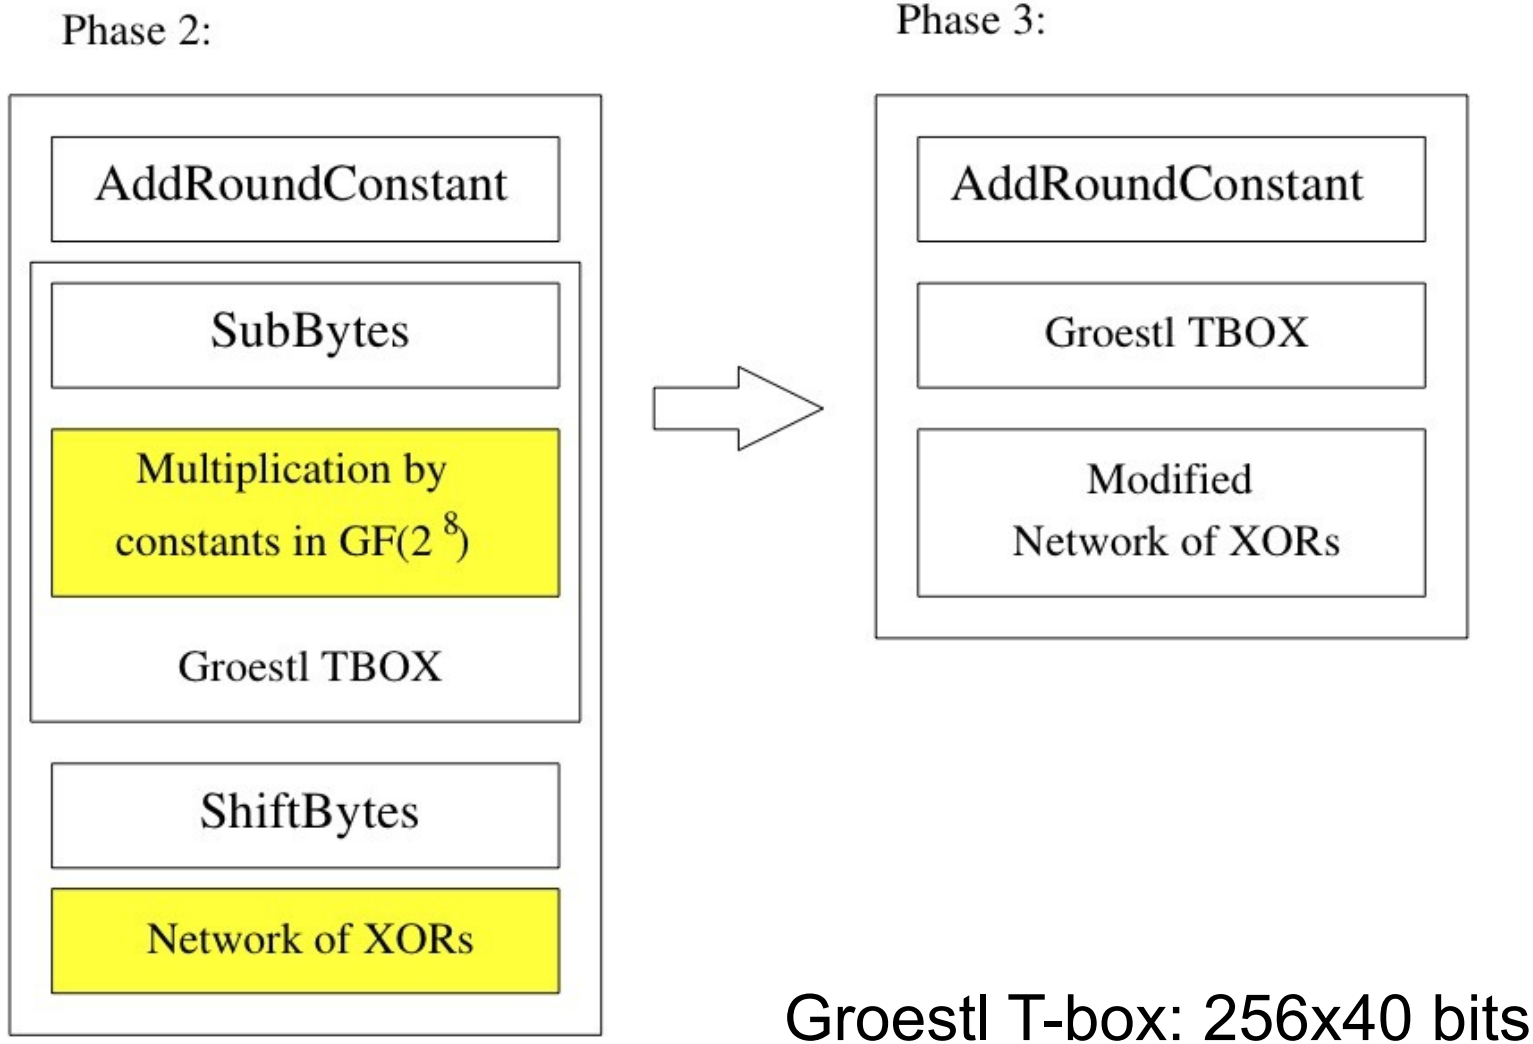 Phase 2:
AddRoundConstant
SubBytes
Multiplication by
constants in GF(2 8)
Groestl TBOX
ShiftBytes
Network of XORs
Phase 3:
AddRoundConstant
Groestl TBOX
Modified
Network of XORs
Groestl T-box: 256x40 bits